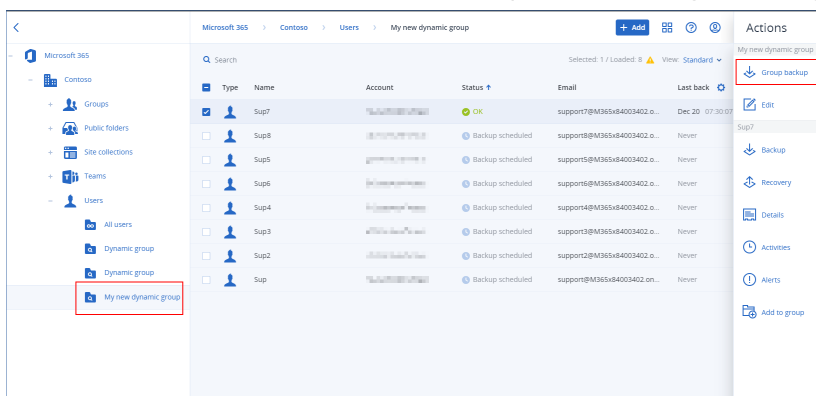 Microsoft 365 > Contoso > Users > My new dynamic group
+ Add
Actions
My new dynamic group
Group backup
Edit
Sup7
Backup
Recovery
Details
Activities
Alerts
Add to group
Microsoft 365
Contoso
Groups
Public folders
Site collections
Teams
Users
All users
Dynamic group
Dynamic group
My new dynamic group
Search
Selected: 1 / Loaded: 8 View: Standard
Type Name Account Status Email Last back
Sup7 OK support7@M365x84003402.o... Dec 20 07:30:07
Sup8 Backup scheduled support8@M365x84003402.o... Never
Sup5 Backup scheduled support5@M365x84003402.o... Never
Sup6 Backup scheduled support6@M365x84003402.o... Never
Sup4 Backup scheduled support4@M365x84003402.o... Never
Sup3 Backup scheduled support3@M365x84003402.o... Never
Sup2 Backup scheduled support2@M365x84003402.o... Never
Sup Backup scheduled support@M365x84003402.on... Never